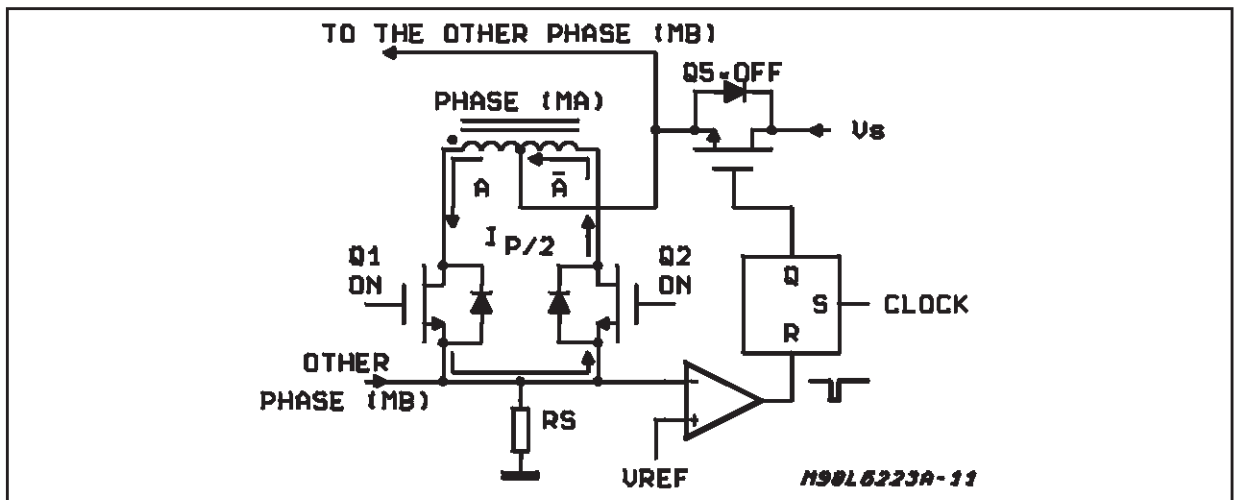 TO THE OTHER PHASE (MB)
Q5=OFF
PHASE (MA)
Vs
A
Ā
I P/2
Q1
ON
Q2
ON
Q
S
CLOCK
R
OTHER
PHASE (MB)
-
RS
+
VREF
M90L6223A-11